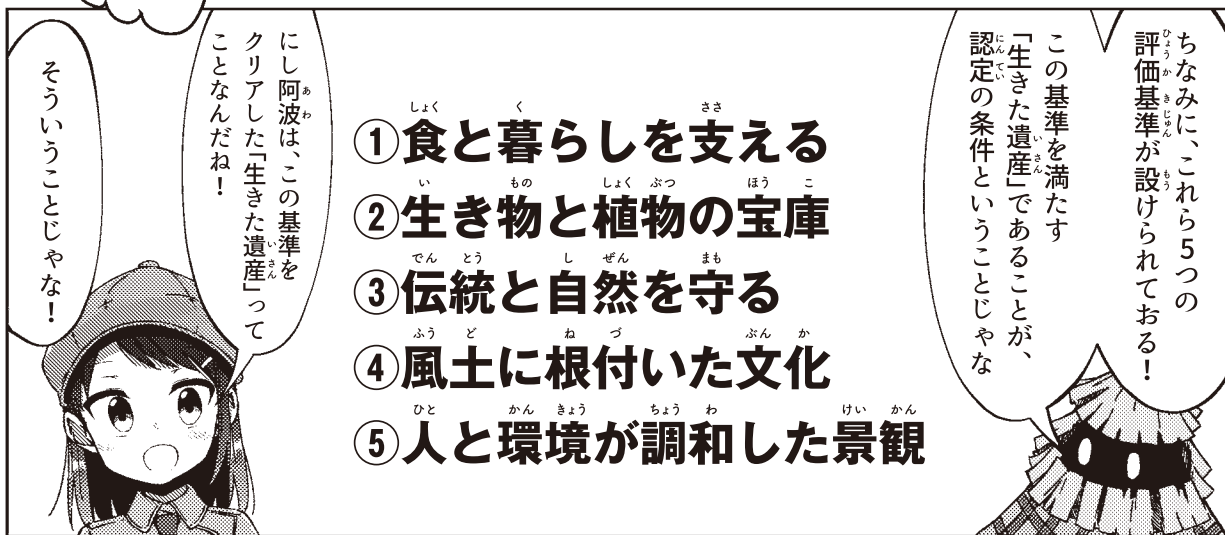 ちなみに、これら5つの
評価基準が設けられておる！
この基準を満たす
「生きた遺産」であることが、
認定の条件ということじゃな
①食と暮らしを支える
②生き物と植物の宝庫
③伝統と自然を守る
④風土に根付いた文化
⑤人と環境が調和した景観
にし阿波は、この基準を
クリアした「生きた遺産」って
ことなんだね！
そういうことじゃな！